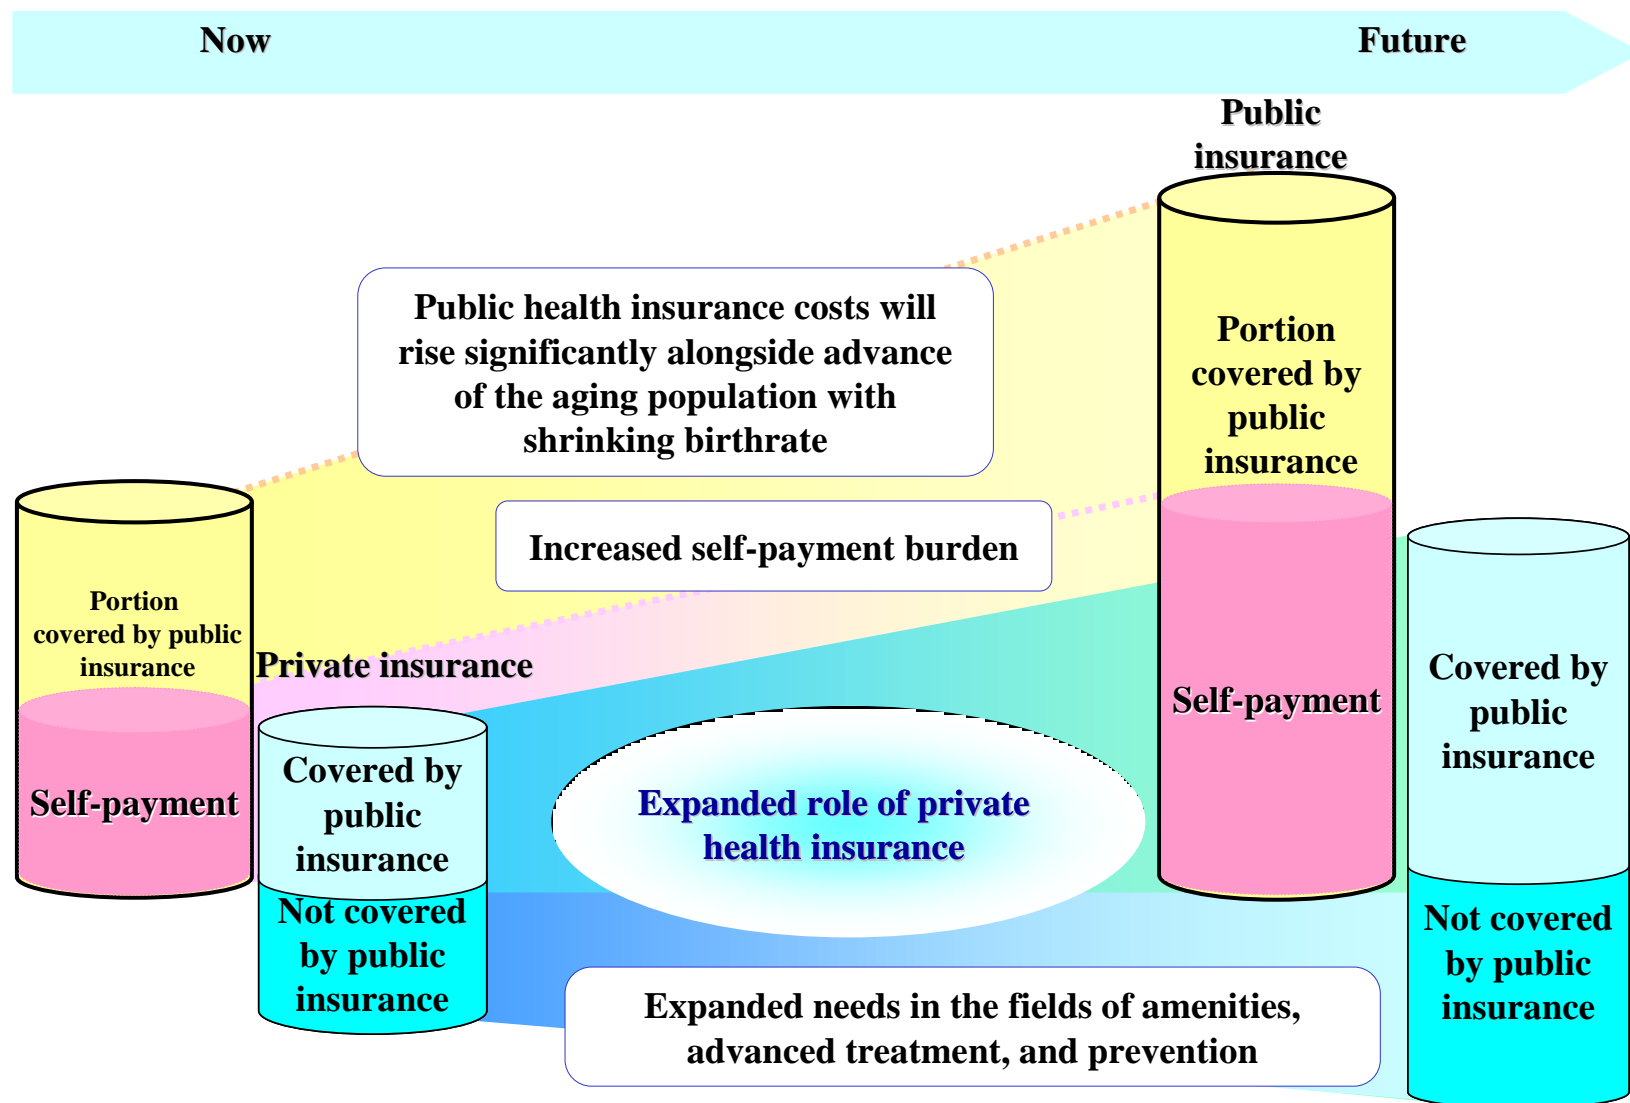 Now
Future
Public
insurance
Public health insurance costs will
rise significantly alongside advance
of the aging population with
shrinking birthrate
Portion
covered by
public
insurance
Increased self-payment burden
Portion
covered by public
insurance
Private insurance
Self-payment
Covered by
public
insurance
Self-payment
Covered by
public
insurance
Expanded role of private
health insurance
Not covered
by public
insurance
Not covered
by public
insurance
Expanded needs in the fields of amenities,
advanced treatment, and prevention